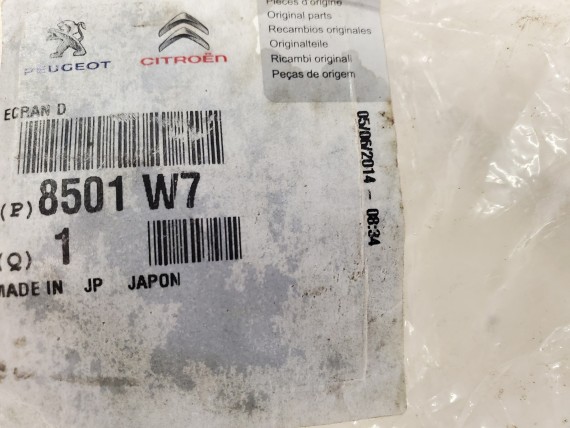 Pièces d'origine
Original parts
Recambios originales
Originalteile
Ricambi originali
Peças de origem
PEUGEOT
CITROËN
ECRAN D
(P) 8501 W7
(Q) 1
MADE IN JP JAPON
05/06/2014 - 08:34